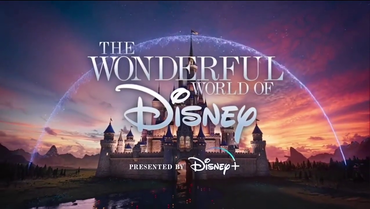 THE
WONDERFUL
WORLD OF
Disney
PRESENTED BY Disney+